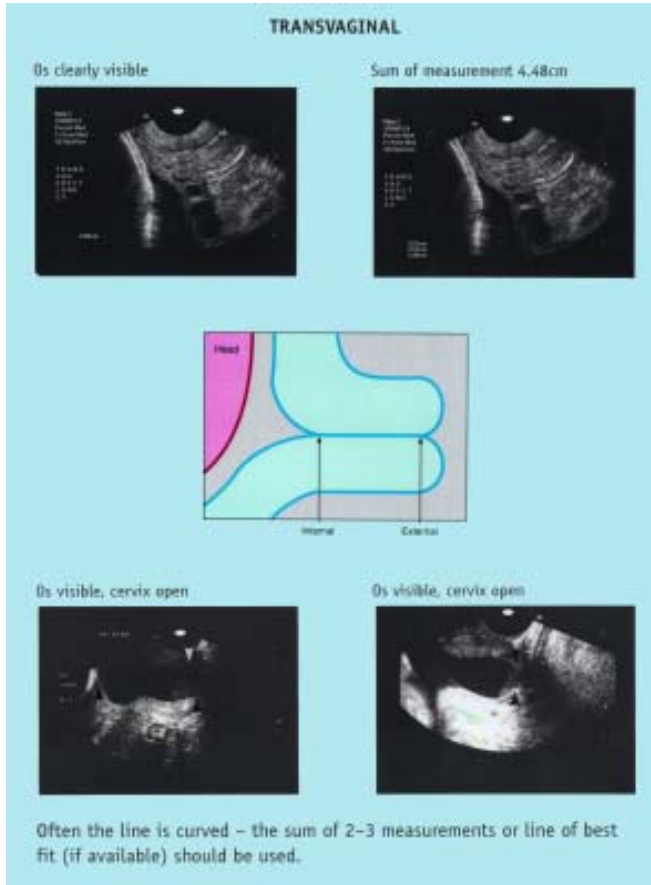 TRANSVAGINAL
Os clearly visible
Sum of measurement 4.48cm
Head
Internal
External
Os visible, cervix open
Os visible, cervix open
Often the line is curved – the sum of 2–3 measurements or line of best
fit (if available) should be used.